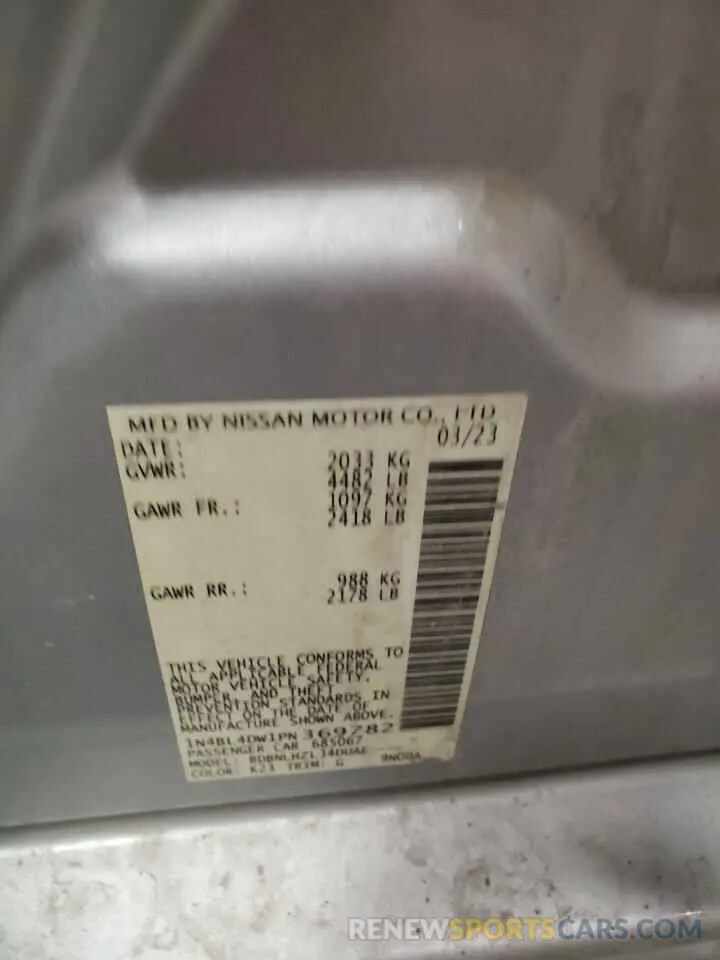 MFD BY NISSAN MOTOR CO., LTD
DATE: 03/23
GVWR: 2033 KG
4482 LB
GAWR FR.: 1097 KG
2418 LB
GAWR RR.: 988 KG
2178 LB
THIS VEHICLE CONFORMS TO
ALL APPLICABLE FEDERAL
MOTOR VEHICLE SAFETY,
BUMPER, AND THEFT
PREVENTION STANDARDS IN
EFFECT ON THE DATE OF
MANUFACTURE SHOWN ABOVE.
1N4BL4DW1PN369782
PASSENGER CAR 685067
MODEL:
COLOR: K23 TRIM: G
RENEWSPORTSCARS.COM